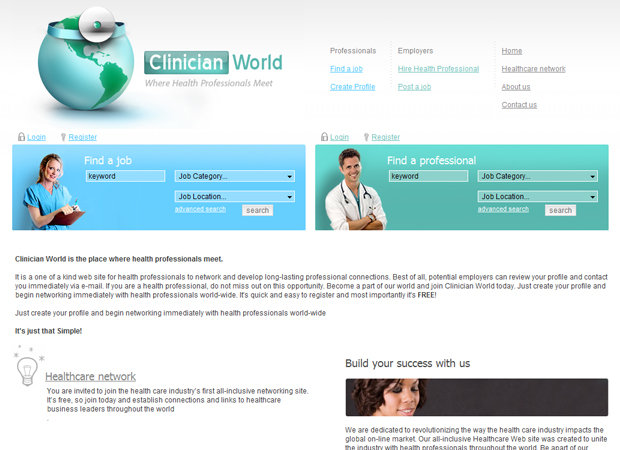 Clinician World
Where Health Professionals Meet
Professionals
Find a job
Create Profile
Employers
Hire Health Professional
Post a job
Home
Healthcare network
About us
Contact us
Login
Register
Login
Register
Find a job
keyword
Job Category...
Job Location...
advanced search
search
Find a professional
keyword
Job Category...
Job Location...
advanced search
search
Clinician World is the place where health professionals meet.
It is a one of a kind web site for health professionals to network and develop long-lasting professional connections. Best of all, potential employers can review your profile and contact
you immediately via e-mail. If you are a health professional, do not miss out on this opportunity. Become a part of our world and join Clinician World today. Just create your profile and
begin networking immediately with health professionals world-wide. It's quick and easy to register and most importantly it's FREE!
Just create your profile and begin networking immediately with health professionals world-wide
It's just that Simple!
Healthcare network
You are invited to join the health care industry's first all-inclusive networking site.
It's free, so join today and establish connections and links to healthcare
business leaders throughout the world
Build your success with us
We are dedicated to revolutionizing the way the health care industry impacts the
global on-line market. Our all-inclusive Healthcare Web site was created to unite
the industry with health professionals throughout the world. Be apart of our